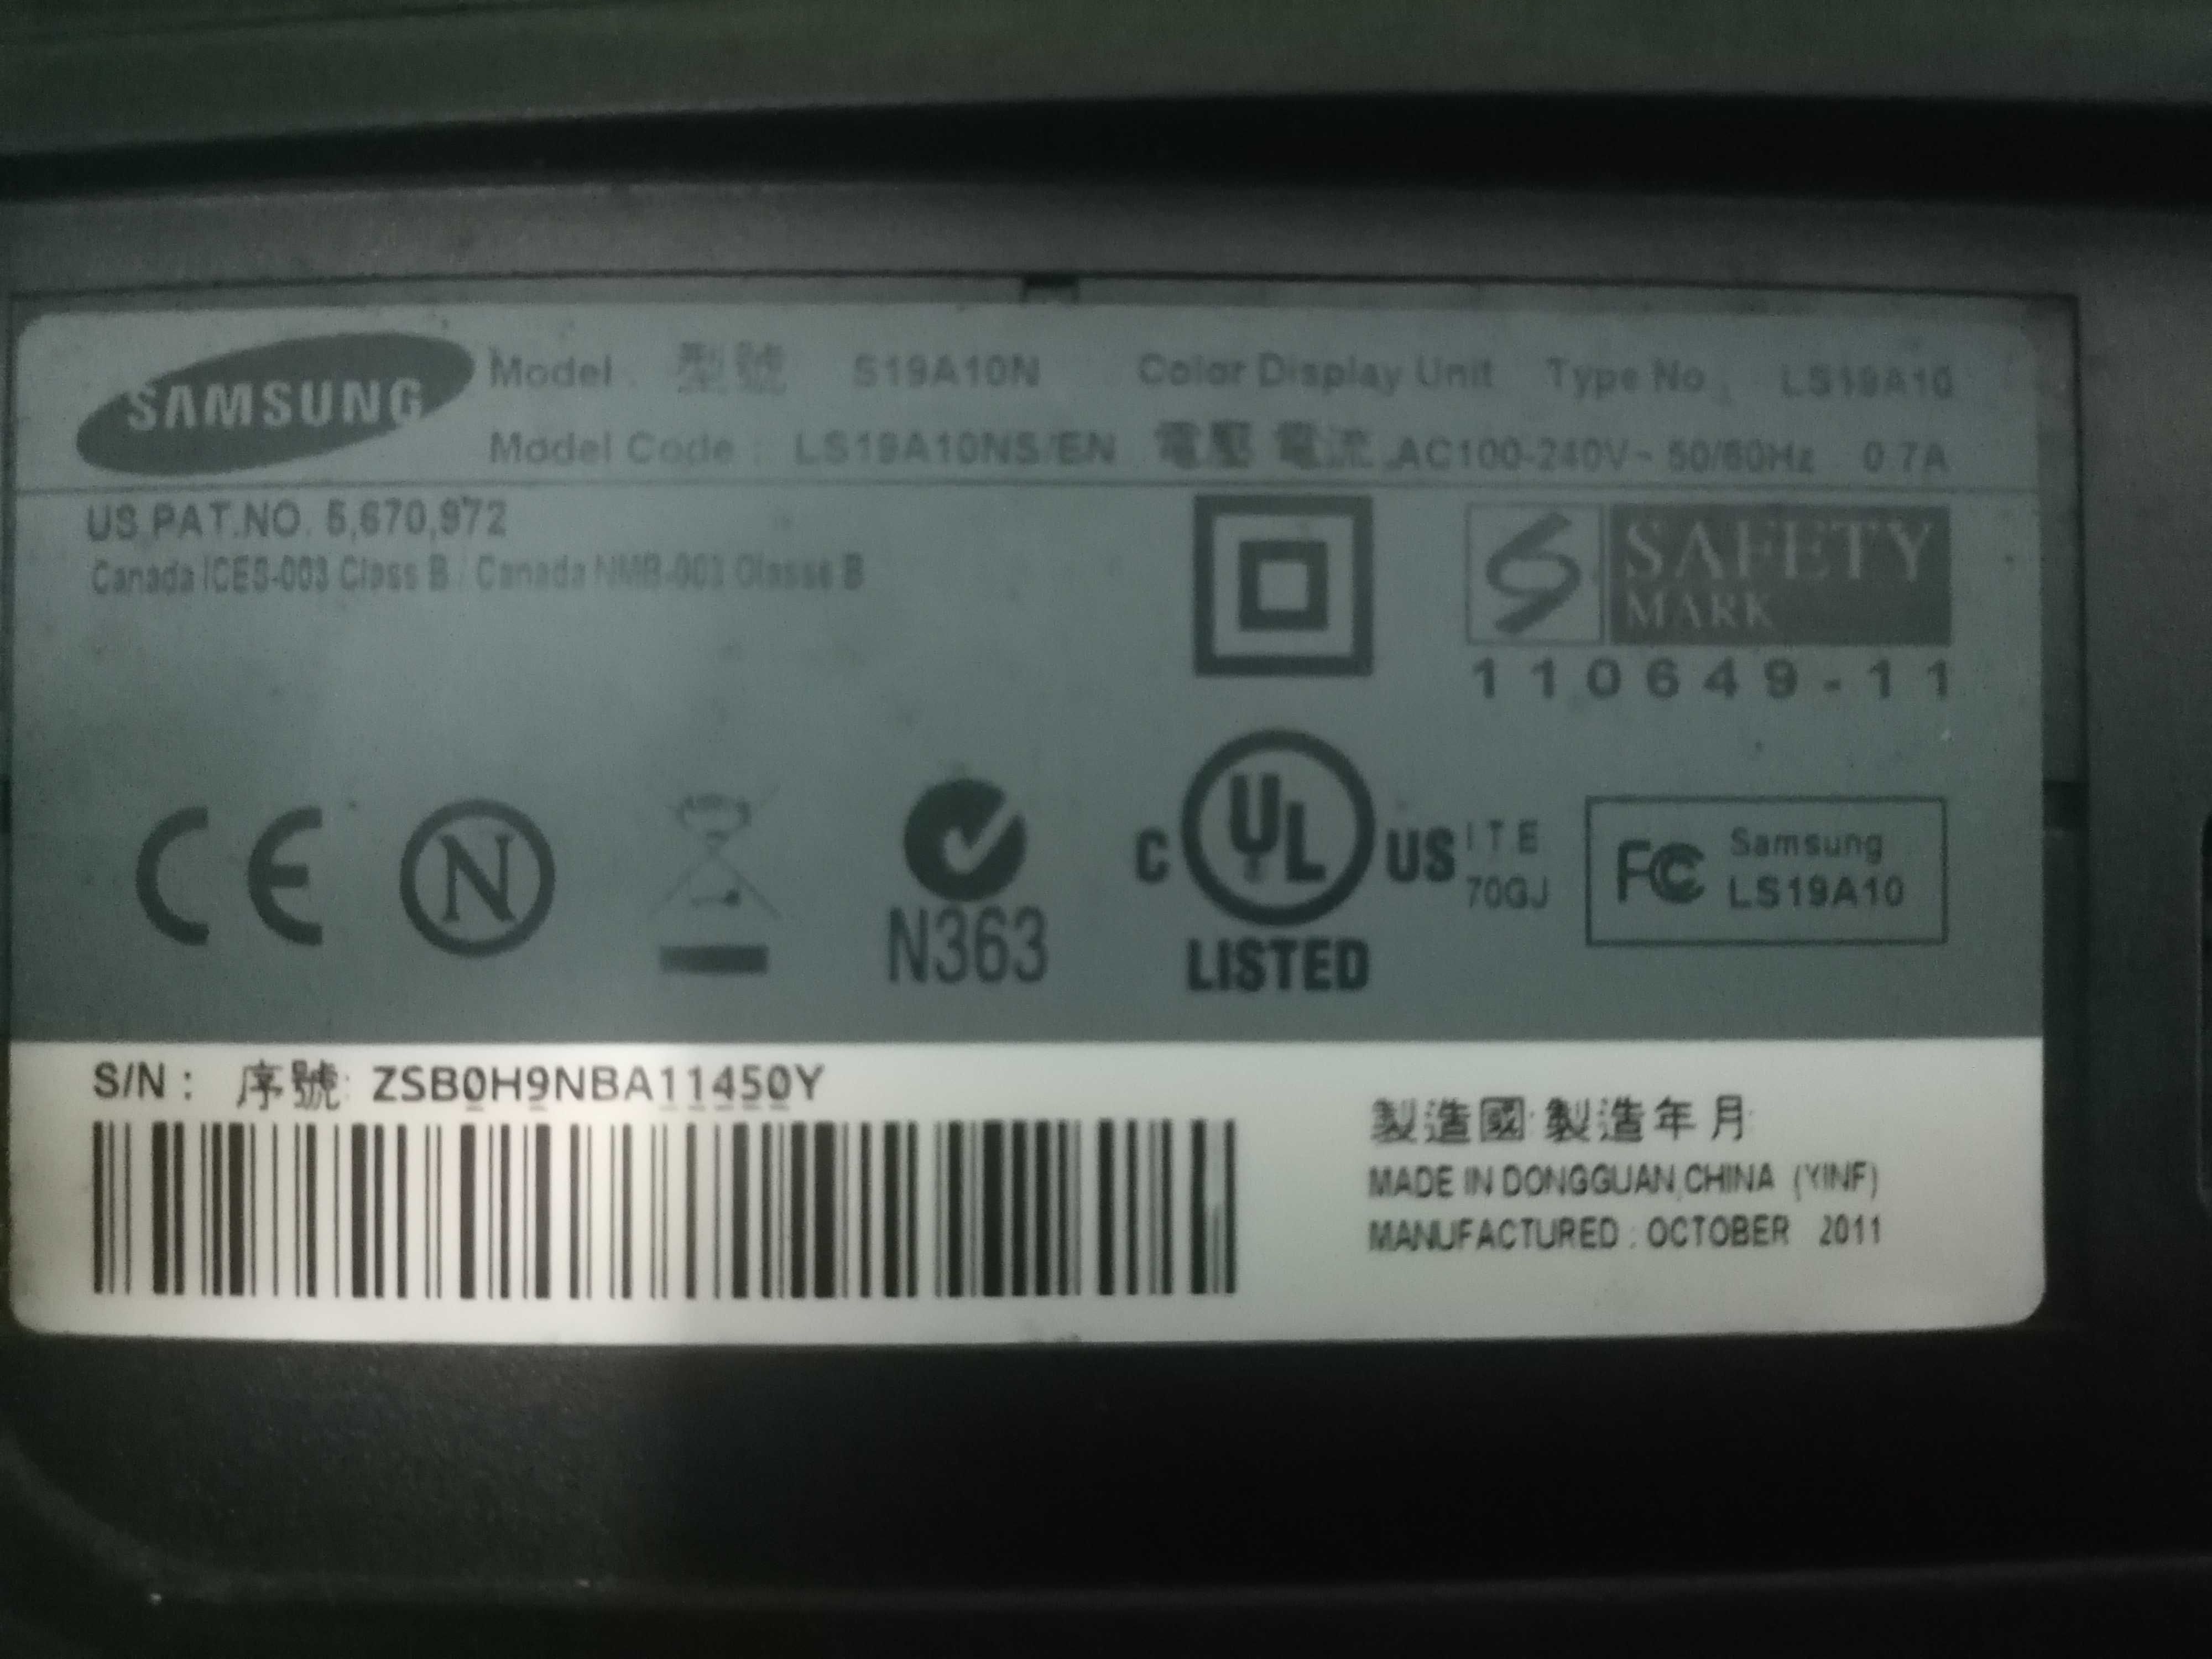 SAMSUNG
Model : 型號 S19A10N Color Display Unit Type No. LS19A10
Model Code : LS19A10NS/EN 電壓 電流 AC100-240V~ 50/60Hz 0.7A
US PAT.NO. 5,670,972
Canada ICES-003 Class B / Canada NMB-003 Classe B
SAFETY
MARK
110649-11
CE N N363 C UL US LISTED ITE 70GJ
FC Samsung
LS19A10
S/N : 序號: ZSB0H9NBA11450Y
製造國: 製造年月:
MADE IN DONGGUAN,CHINA (YINF)
MANUFACTURED : OCTOBER 2011